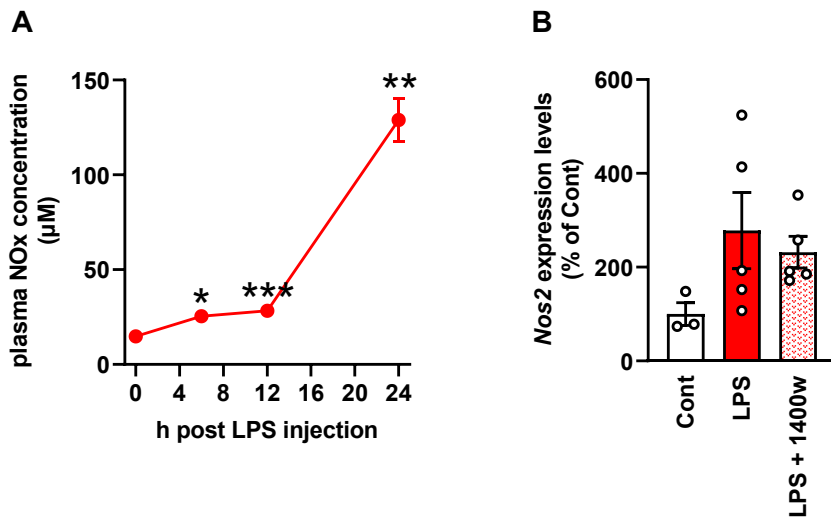 A
B
plasma NOx concentration
(µM)
150
100
50
0
*
***
**
0 4 8 12 16 20 24
h post LPS injection
Nos2 expression levels
(% of Cont)
600
400
200
0
Cont
LPS
LPS + 1400w